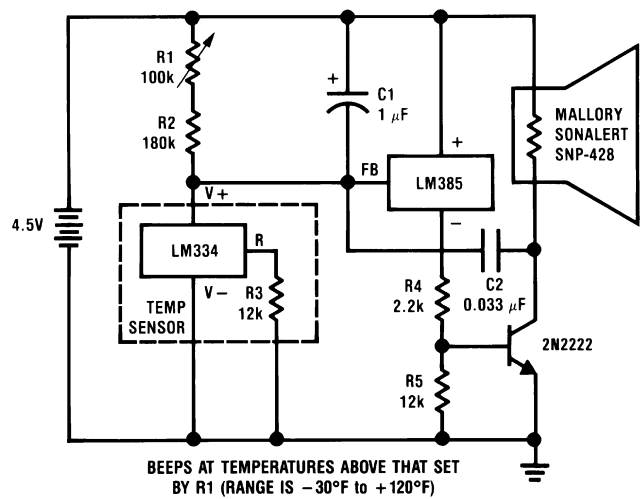 R1
100k
R2
180k
+
C1
1 μF
MALLORY
SONALERT
SNP-428
+
FB
LM385
−
4.5V
V+
LM334
R
V−
TEMP
SENSOR
R3
12k
R4
2.2k
C2
0.033 μF
2N2222
R5
12k
BEEPS AT TEMPERATURES ABOVE THAT SET
BY R1 (RANGE IS −30°F to +120°F)